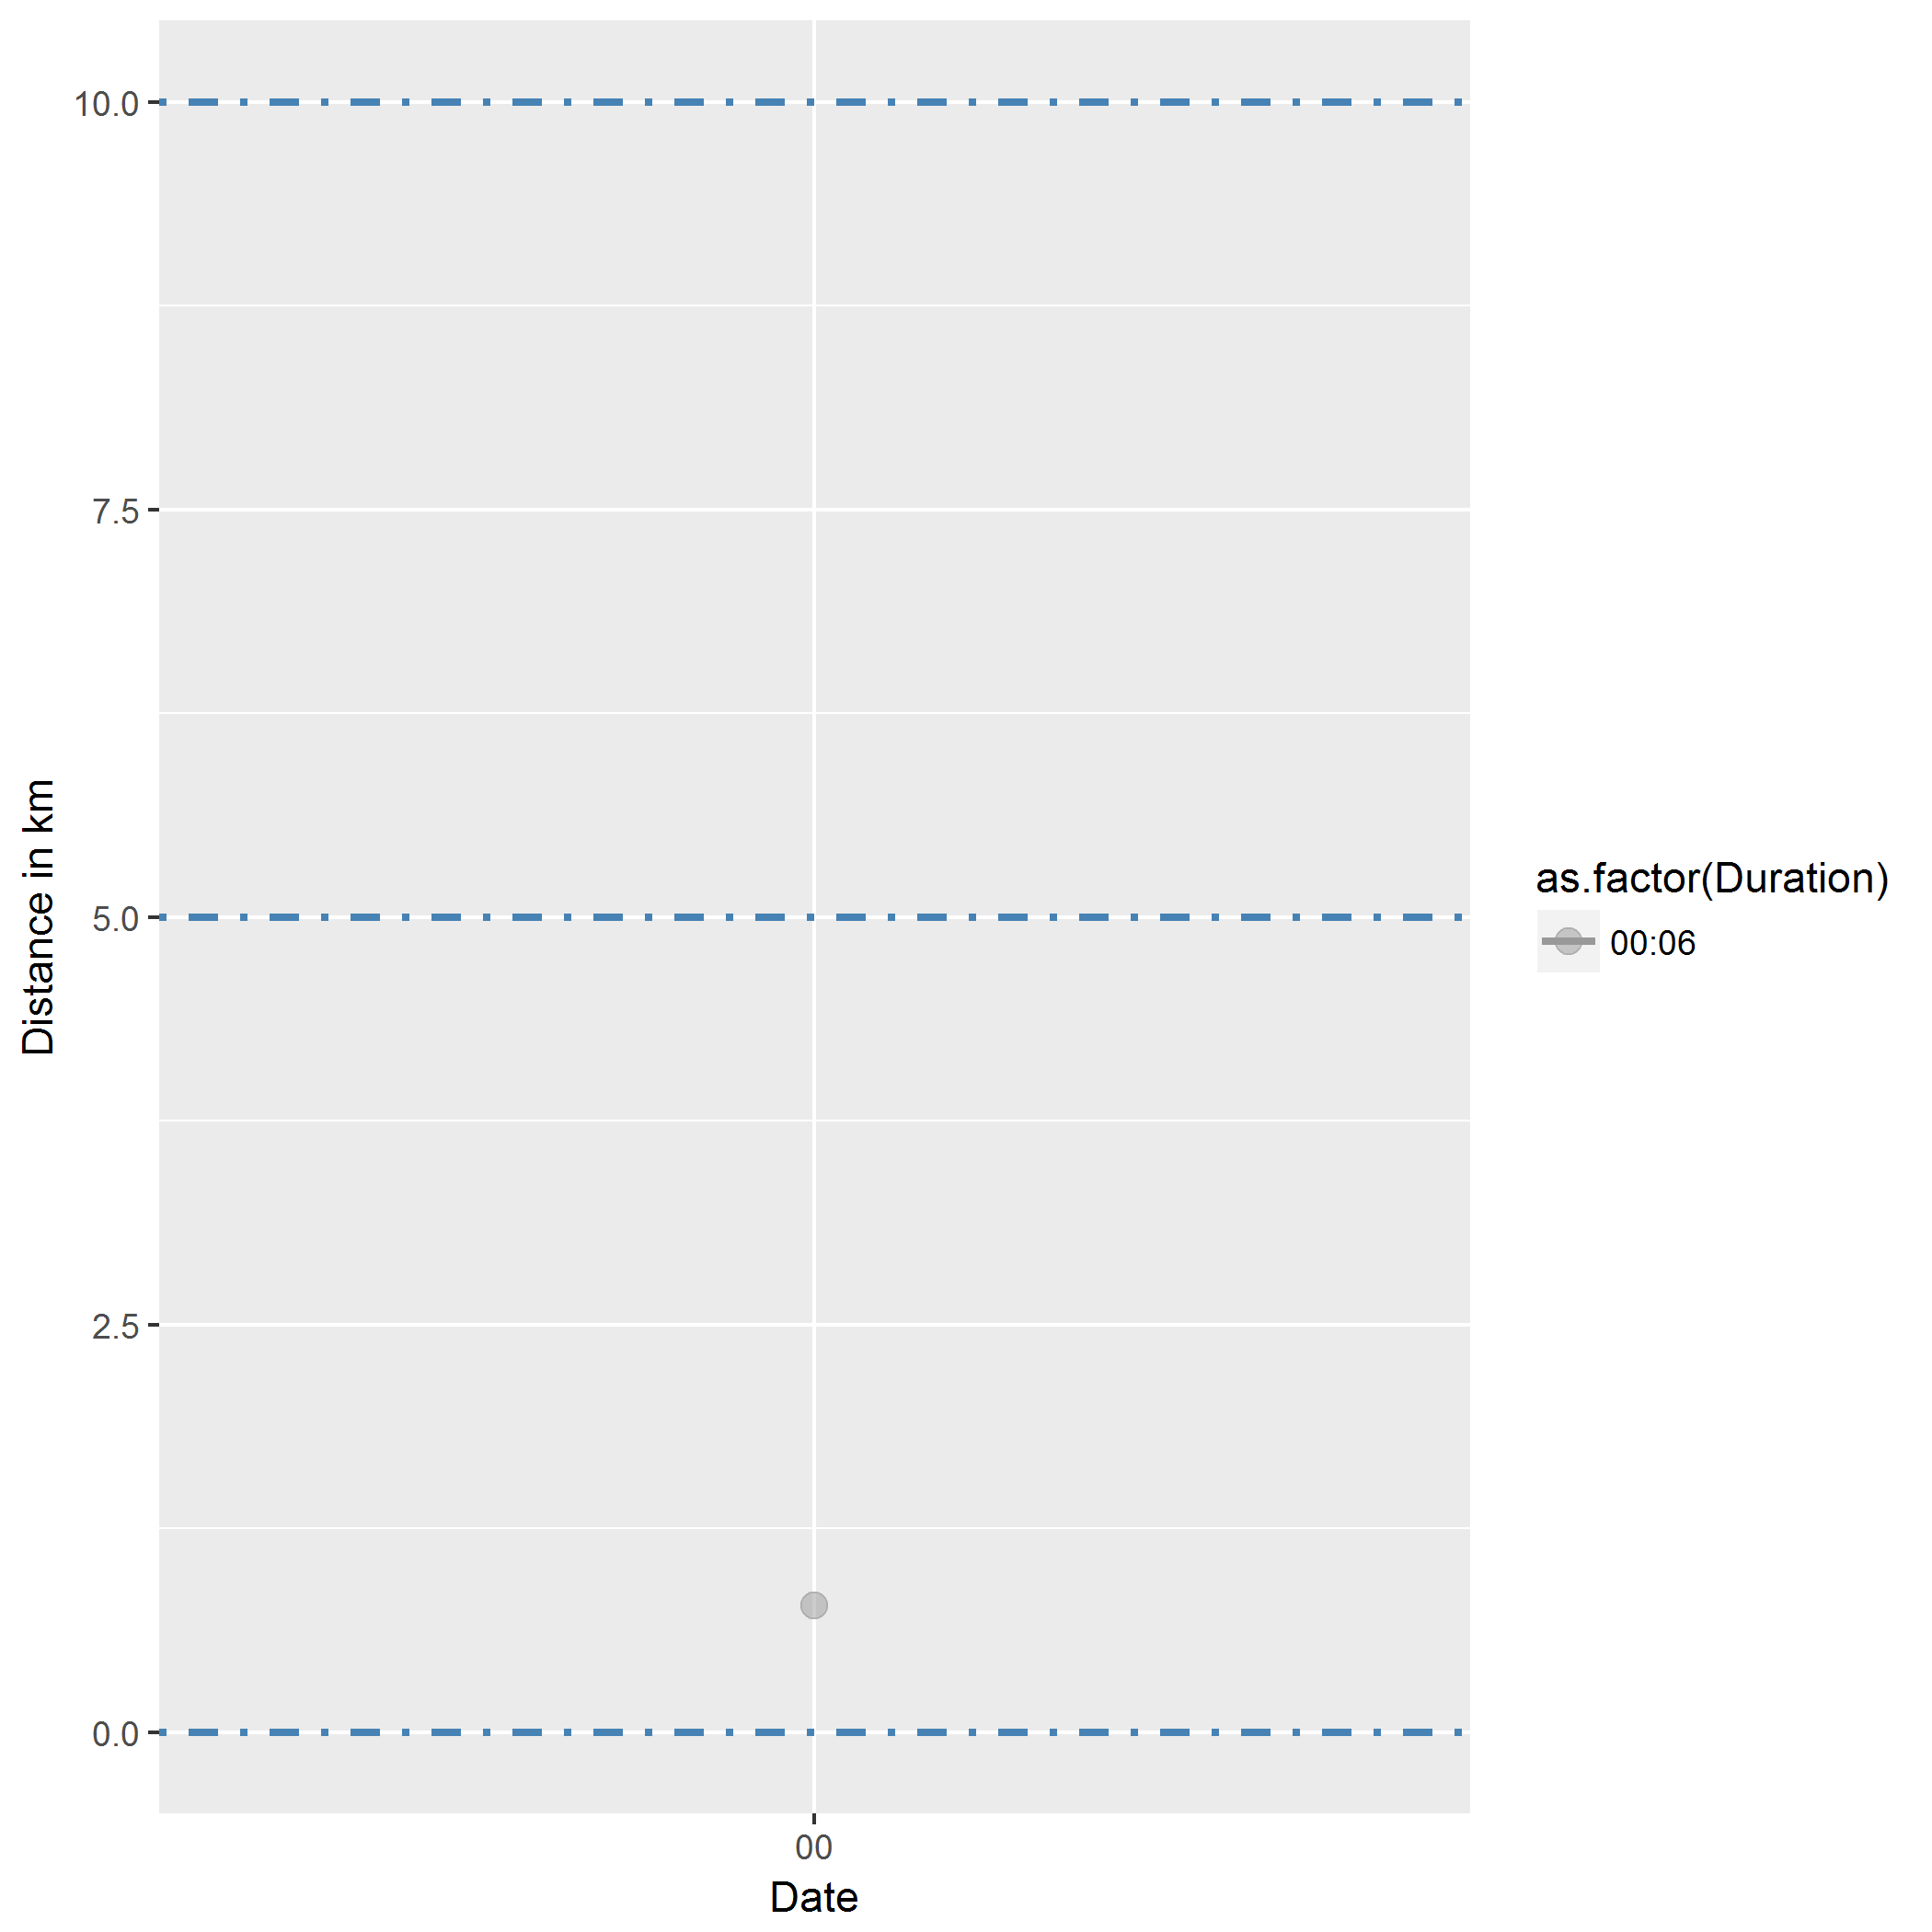 10.0
7.5
5.0
2.5
0.0
Distance in km
00
Date
as.factor(Duration)
00:06